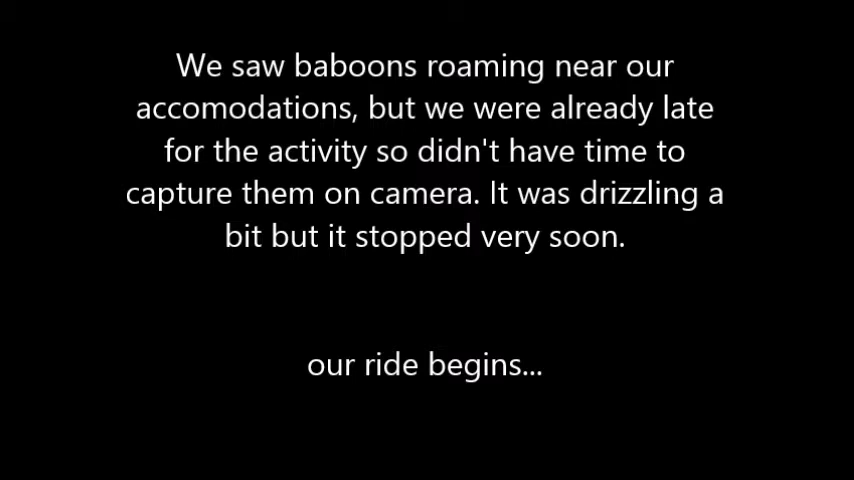 We saw baboons roaming near our
accomodations, but we were already late
for the activity so didn't have time to
capture them on camera. It was drizzling a
bit but it stopped very soon.
our ride begins...